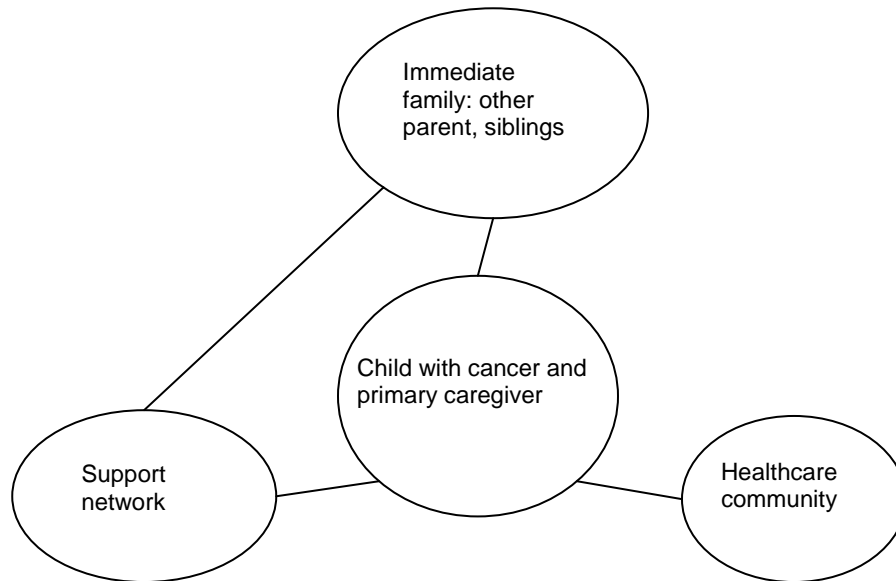 Immediate
family: other
parent, siblings
Child with cancer and
primary caregiver
Support
network
Healthcare
community